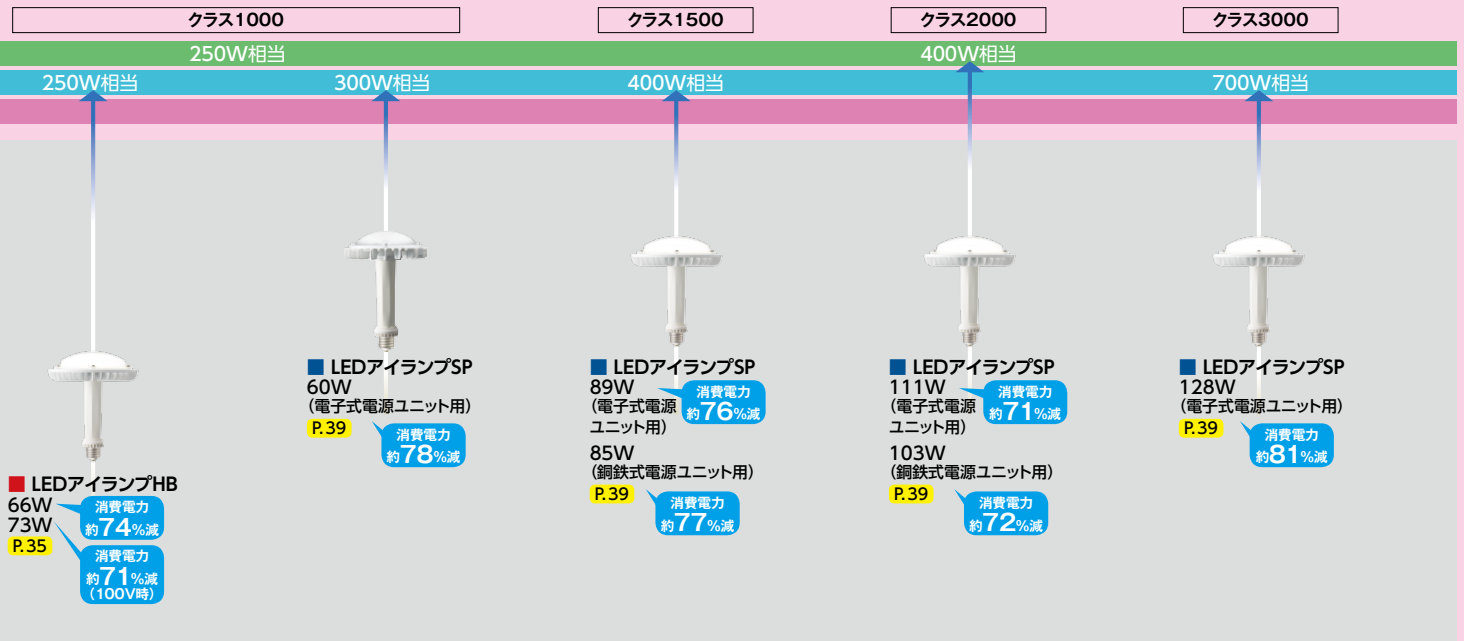 クラス1000
クラス1500
クラス2000
クラス3000
250W相当
400W相当
250W相当
300W相当
400W相当
700W相当
■ LEDアイランプHB
66W
消費電力
約74%減
73W
P.35
消費電力
約71%減
(100V時)
■ LEDアイランプSP
60W
(電子式電源ユニット用)
P.39
消費電力
約78%減
■ LEDアイランプSP
89W
(電子式電源
ユニット用)
消費電力
約76%減
85W
(銅鉄式電源ユニット用)
P.39
消費電力
約77%減
■ LEDアイランプSP
111W
(電子式電源
ユニット用)
消費電力
約71%減
103W
(銅鉄式電源ユニット用)
P.39
消費電力
約72%減
■ LEDアイランプSP
128W
(電子式電源ユニット用)
P.39
消費電力
約81%減